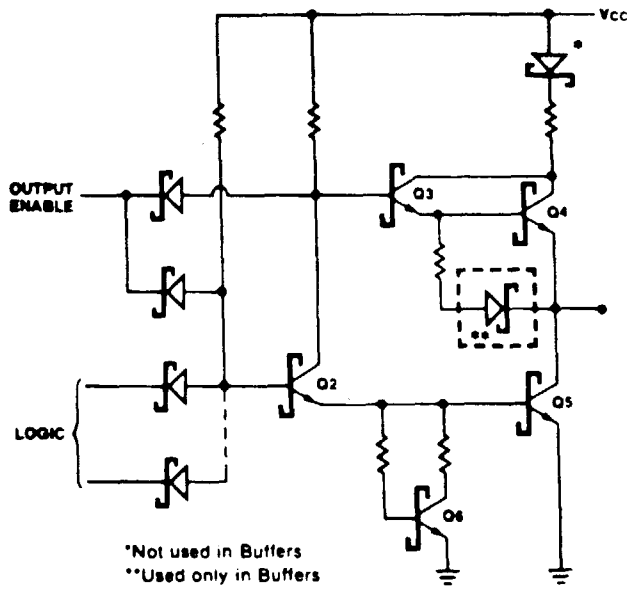 VCC
*
OUTPUT
ENABLE
Q3
Q4
**
Q2
Q5
LOGIC
Q6
*Not used in Buffers
**Used only in Buffers